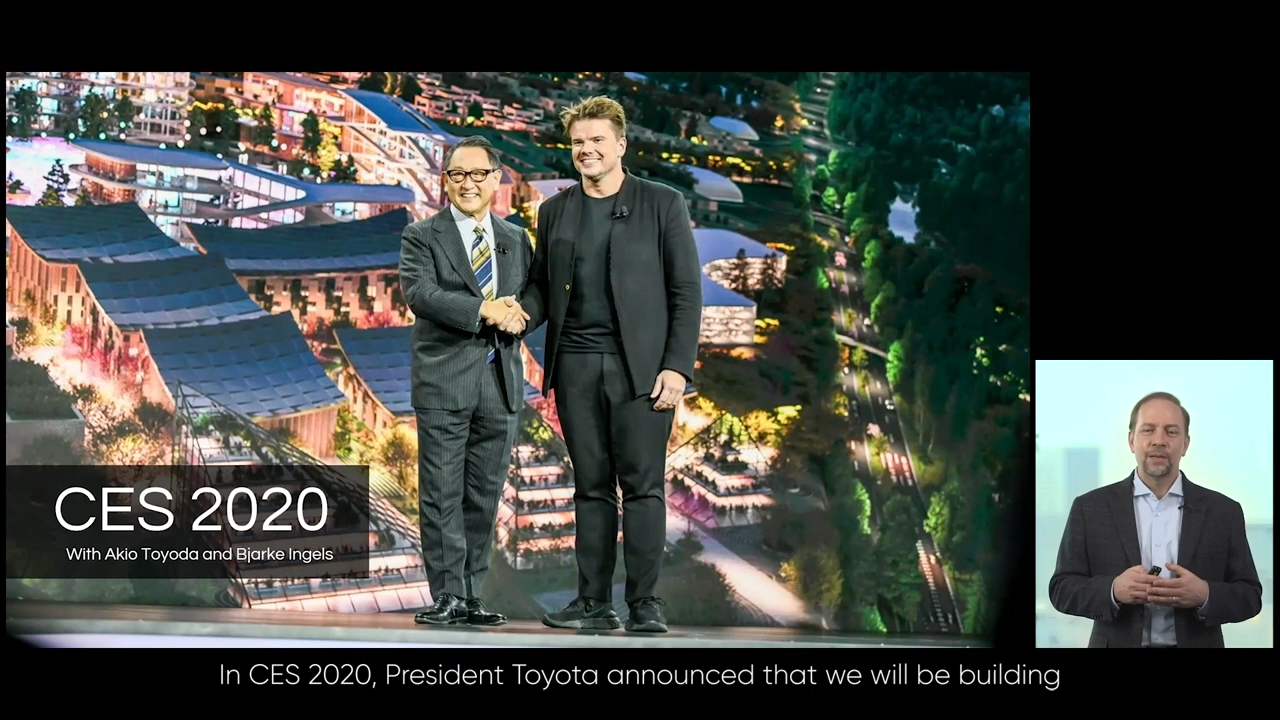 CES 2020
With Akio Toyoda and Bjarke Ingels
In CES 2020, President Toyota announced that we will be building